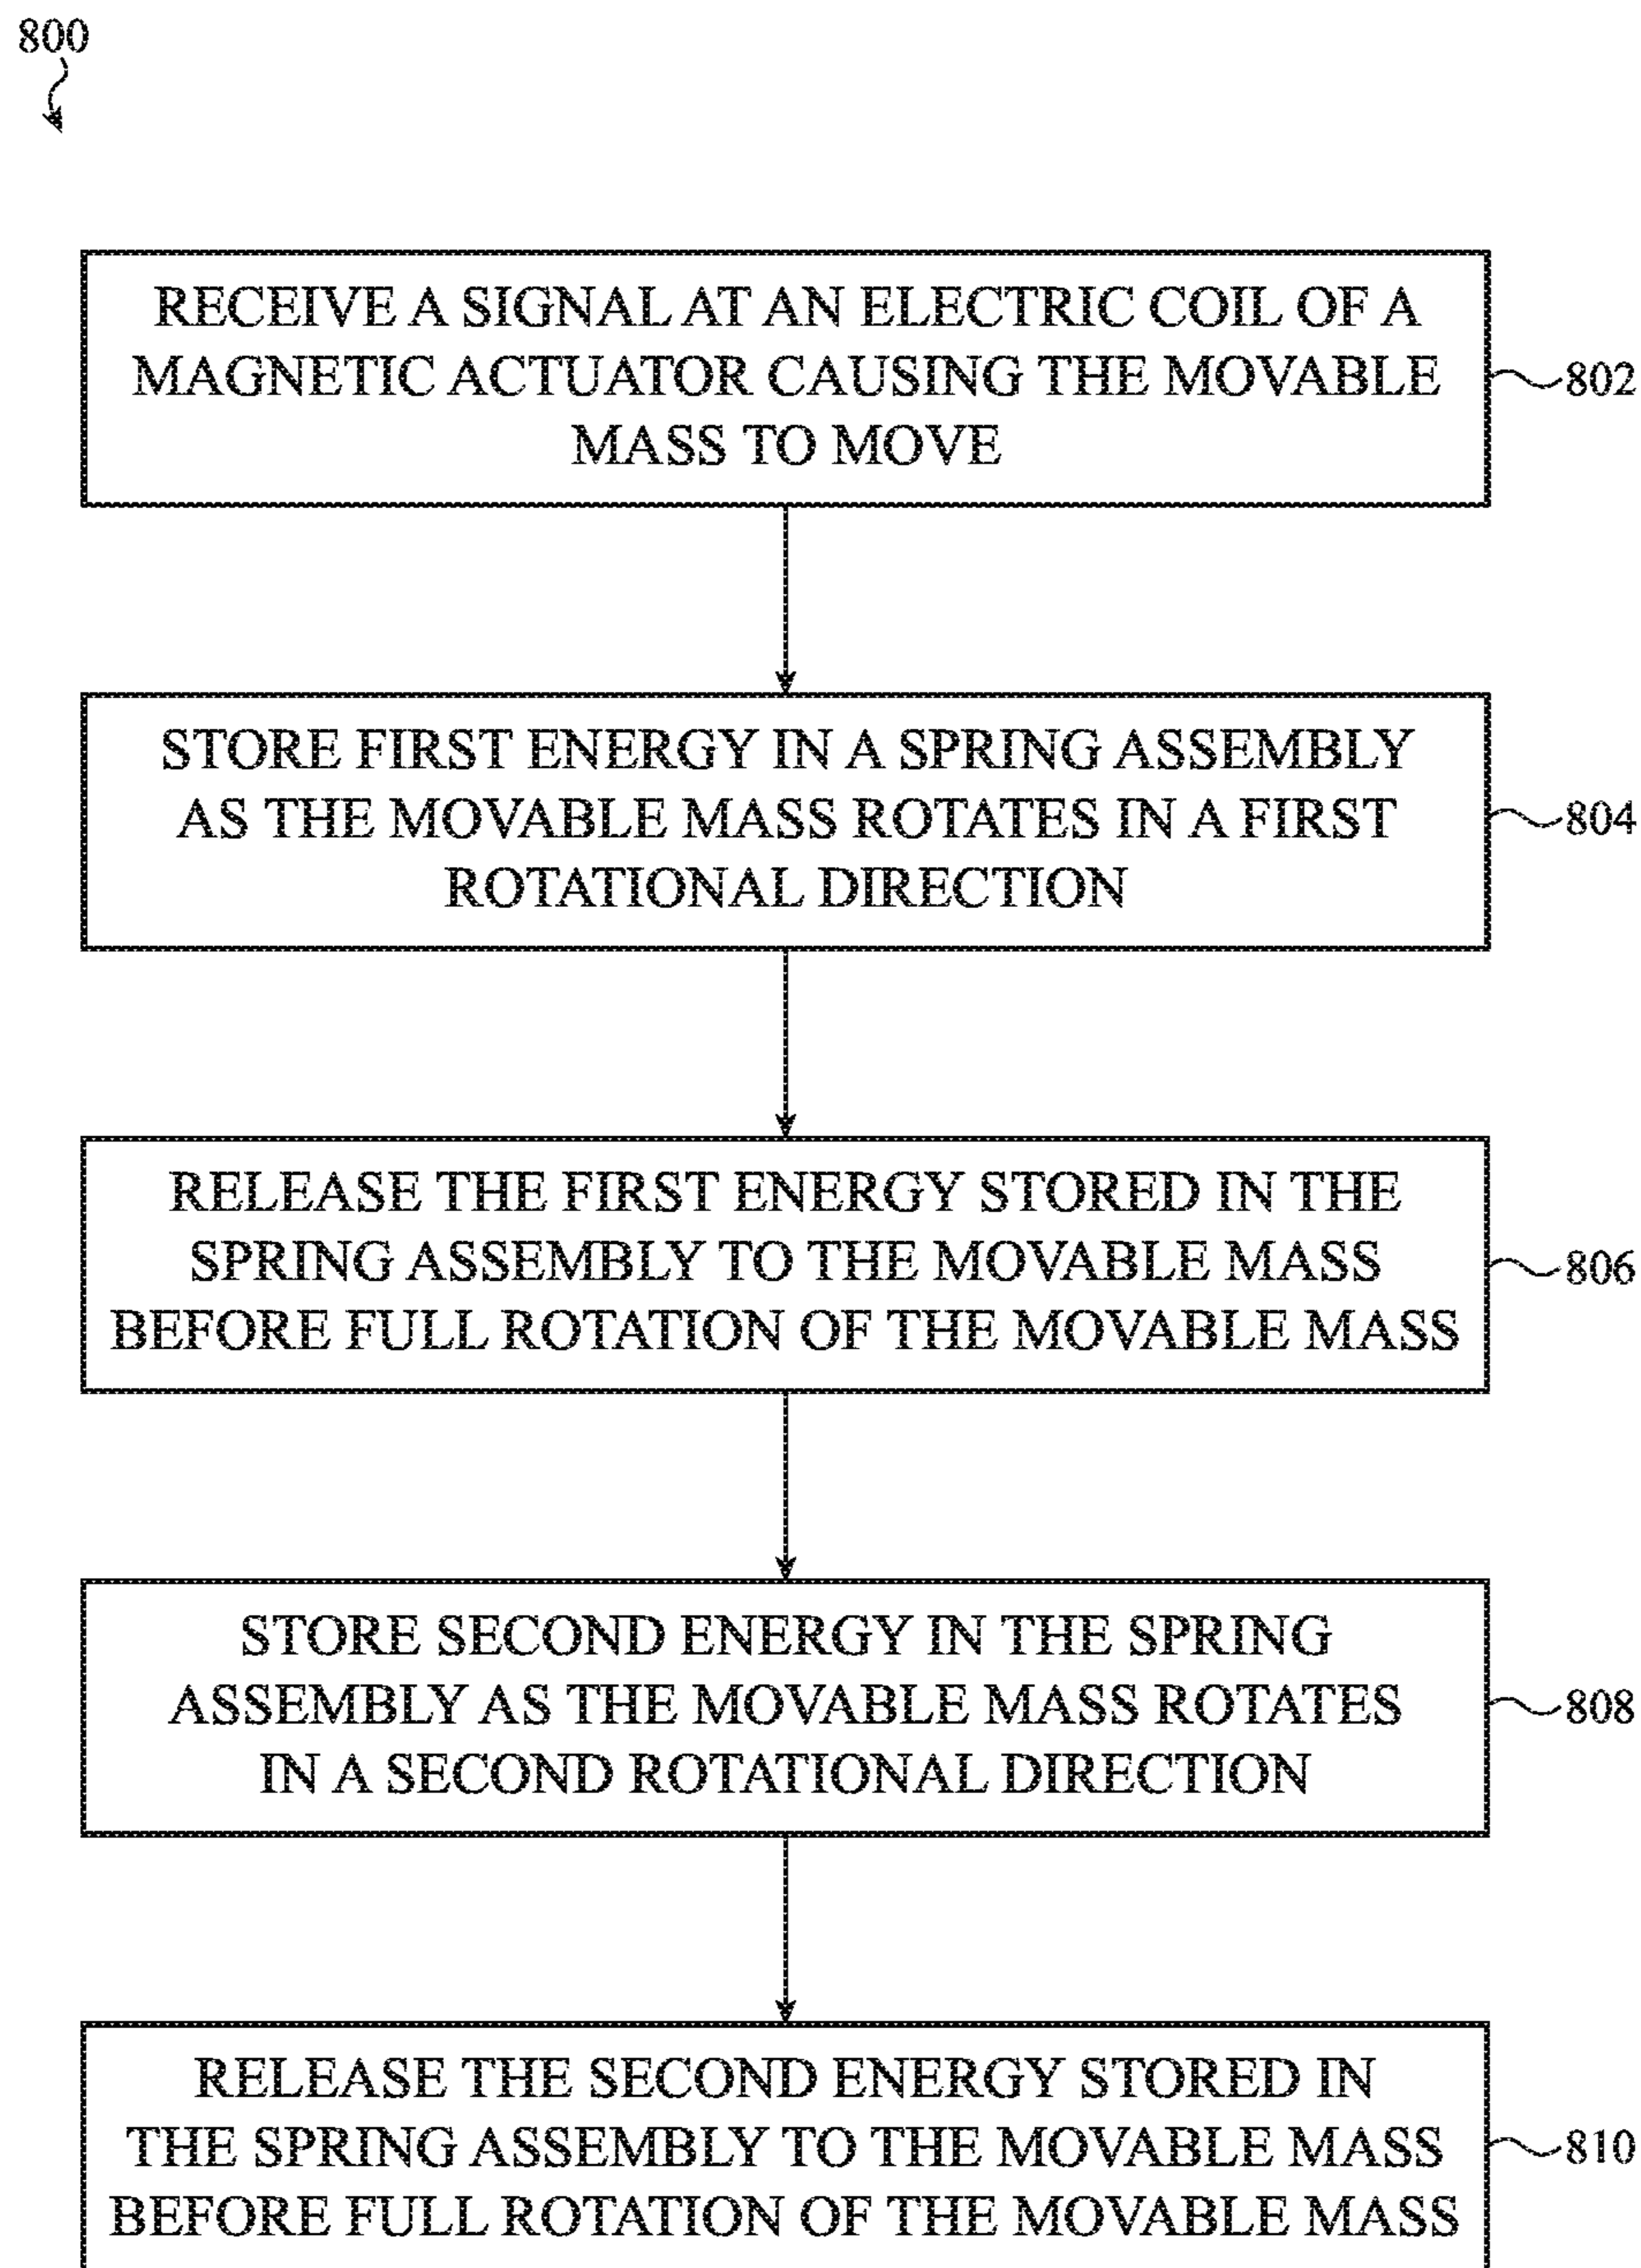 800
RECEIVE A SIGNAL AT AN ELECTRIC COIL OF A
MAGNETIC ACTUATOR CAUSING THE MOVABLE
MASS TO MOVE
802
STORE FIRST ENERGY IN A SPRING ASSEMBLY
AS THE MOVABLE MASS ROTATES IN A FIRST
ROTATIONAL DIRECTION
804
RELEASE THE FIRST ENERGY STORED IN THE
SPRING ASSEMBLY TO THE MOVABLE MASS
BEFORE FULL ROTATION OF THE MOVABLE MASS
806
STORE SECOND ENERGY IN THE SPRING
ASSEMBLY AS THE MOVABLE MASS ROTATES
IN A SECOND ROTATIONAL DIRECTION
808
RELEASE THE SECOND ENERGY STORED IN
THE SPRING ASSEMBLY TO THE MOVABLE MASS
BEFORE FULL ROTATION OF THE MOVABLE MASS
810